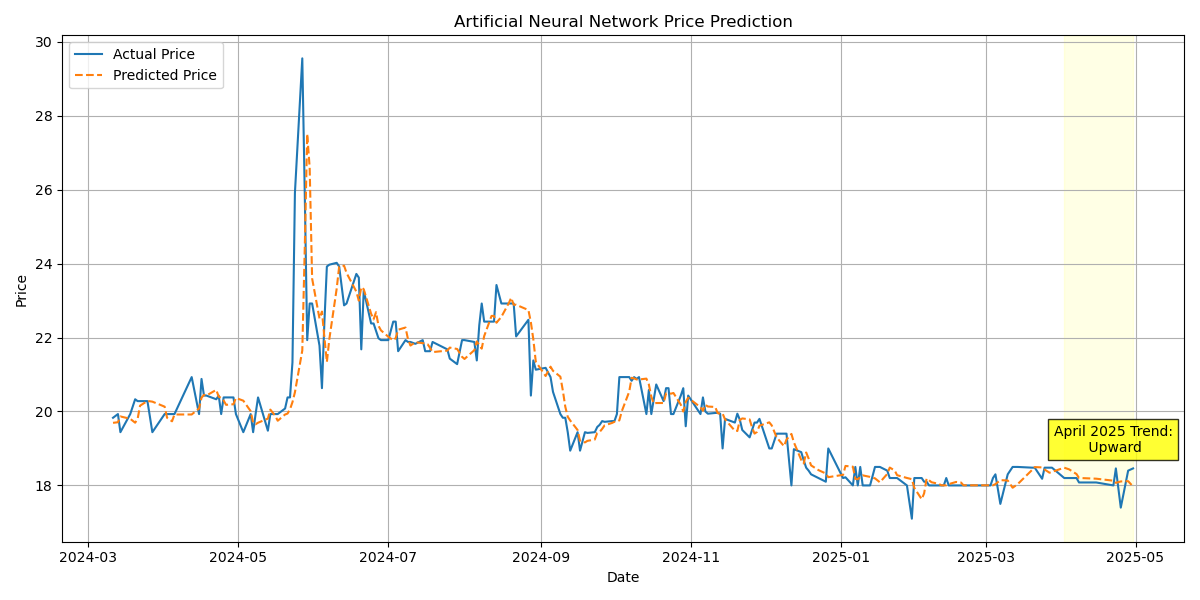 Artificial Neural Network Price Prediction
Actual Price
Predicted Price
30
28
26
24
22
20
18
Price
April 2025 Trend:
Upward
2024-03
2024-05
2024-07
2024-09
2024-11
2025-01
2025-03
2025-05
Date